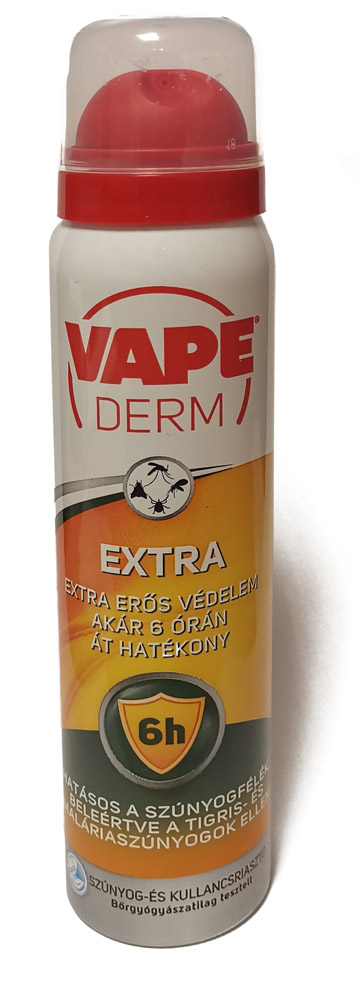 VAPE®
DERM
EXTRA
EXTRA ERŐS VÉDELEM
AKÁR 6 ÓRÁN
ÁT HATÉKONY
6h
HATÁSOS A SZÚNYOGFÉLÉK
BELEÉRTVE A TIGRIS- ÉS
MALÁRIASZÚNYOGOK ELLEN
SZÚNYOG-ÉS KULLANCSRIASZTÓ
Bőrgyógyászatilag tesztelt